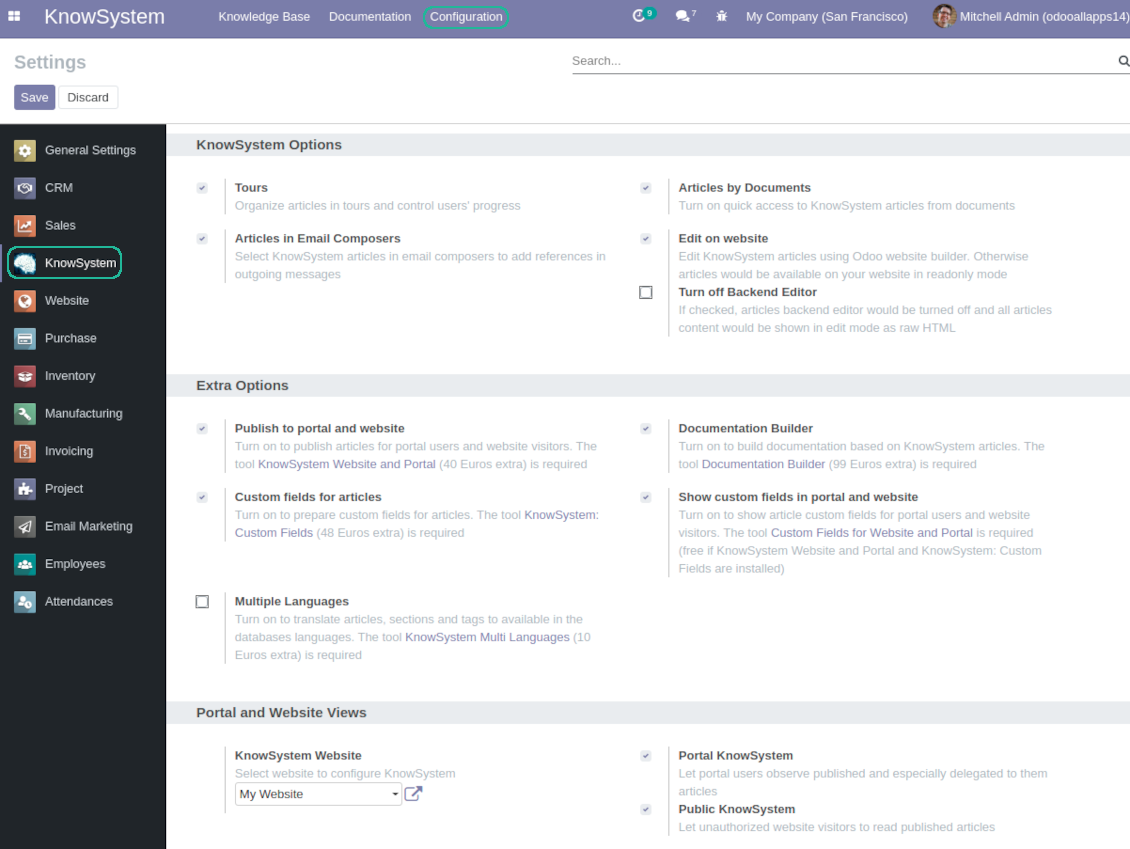 KnowSystem
Knowledge Base
Documentation
Configuration
9
7
My Company (San Francisco)
Mitchell Admin (odooallapps14)
Settings
Search...
Save
Discard
General Settings
CRM
Sales
KnowSystem
Website
Purchase
Inventory
Manufacturing
Invoicing
Project
Email Marketing
Employees
Attendances
KnowSystem Options
Tours
Organize articles in tours and control users' progress
Articles by Documents
Turn on quick access to KnowSystem articles from documents
Articles in Email Composers
Select KnowSystem articles in email composers to add references in
outgoing messages
Edit on website
Edit KnowSystem articles using Odoo website builder. Otherwise
articles would be available on your website in readonly mode
Turn off Backend Editor
If checked, articles backend editor would be turned off and all articles
content would be shown in edit mode as raw HTML
Extra Options
Publish to portal and website
Turn on to publish articles for portal users and website visitors. The
tool KnowSystem Website and Portal (40 Euros extra) is required
Documentation Builder
Turn on to build documentation based on KnowSystem articles. The
tool Documentation Builder (99 Euros extra) is required
Custom fields for articles
Turn on to prepare custom fields for articles. The tool KnowSystem:
Custom Fields (48 Euros extra) is required
Show custom fields in portal and website
Turn on to show article custom fields for portal users and website
visitors. The tool Custom Fields for Website and Portal is required
(free if KnowSystem Website and Portal and KnowSystem: Custom
Fields are installed)
Multiple Languages
Turn on to translate articles, sections and tags to available in the
databases languages. The tool KnowSystem Multi Languages (10
Euros extra) is required
Portal and Website Views
KnowSystem Website
Select website to configure KnowSystem
My Website
Portal KnowSystem
Let portal users observe published and especially delegated to them
articles
Public KnowSystem
Let unauthorized website visitors to read published articles